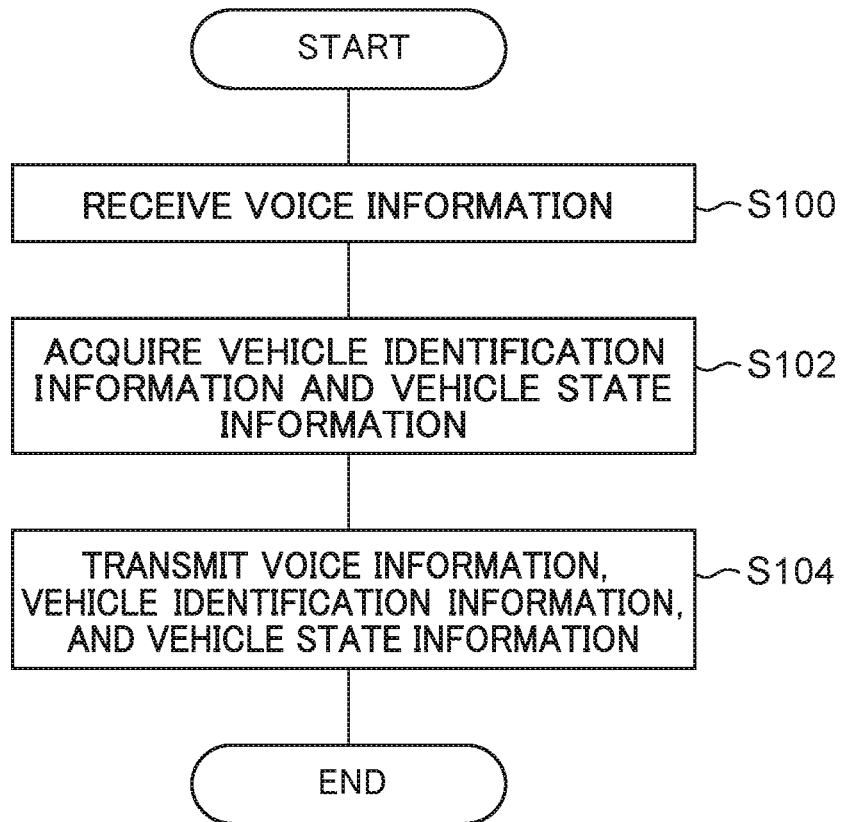 START
RECEIVE VOICE INFORMATION
S100
ACQUIRE VEHICLE IDENTIFICATION
INFORMATION AND VEHICLE STATE
INFORMATION
S102
TRANSMIT VOICE INFORMATION,
VEHICLE IDENTIFICATION INFORMATION,
AND VEHICLE STATE INFORMATION
S104
END